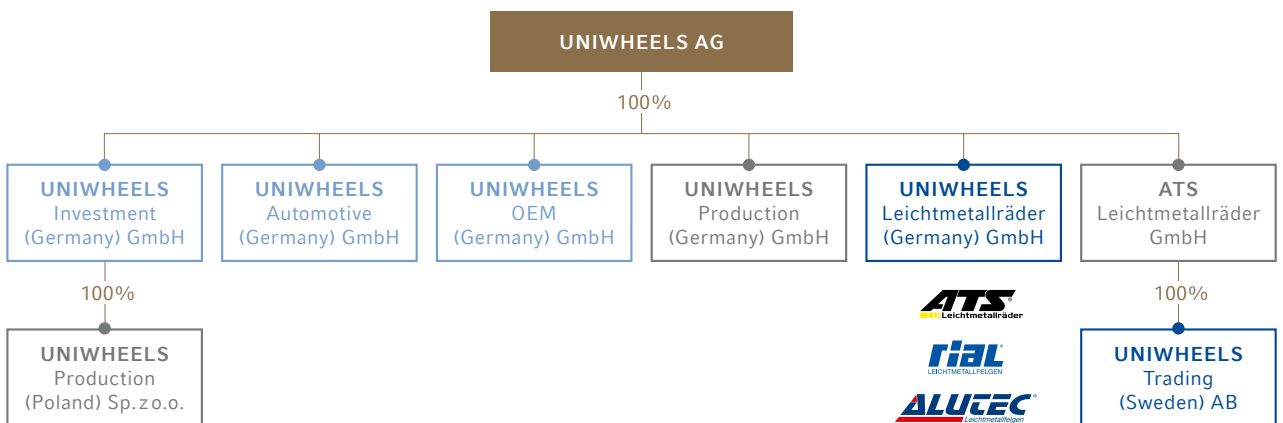 UNIWHEELS AG
100%
UNIWHEELS
Investment
(Germany) GmbH
UNIWHEELS
Automotive
(Germany) GmbH
UNIWHEELS
OEM
(Germany) GmbH
UNIWHEELS
Production
(Germany) GmbH
UNIWHEELS
Leichtmetallräder
(Germany) GmbH
ATS
Leichtmetallräder
GmbH
100%
100%
UNIWHEELS
Production
(Poland) Sp.zo.o.
ATS®
Leichtmetallräder
rial®
LEICHTMETALLFELGEN
ALUTEC®
Leichtmetallfelgen
UNIWHEELS
Trading
(Sweden) AB